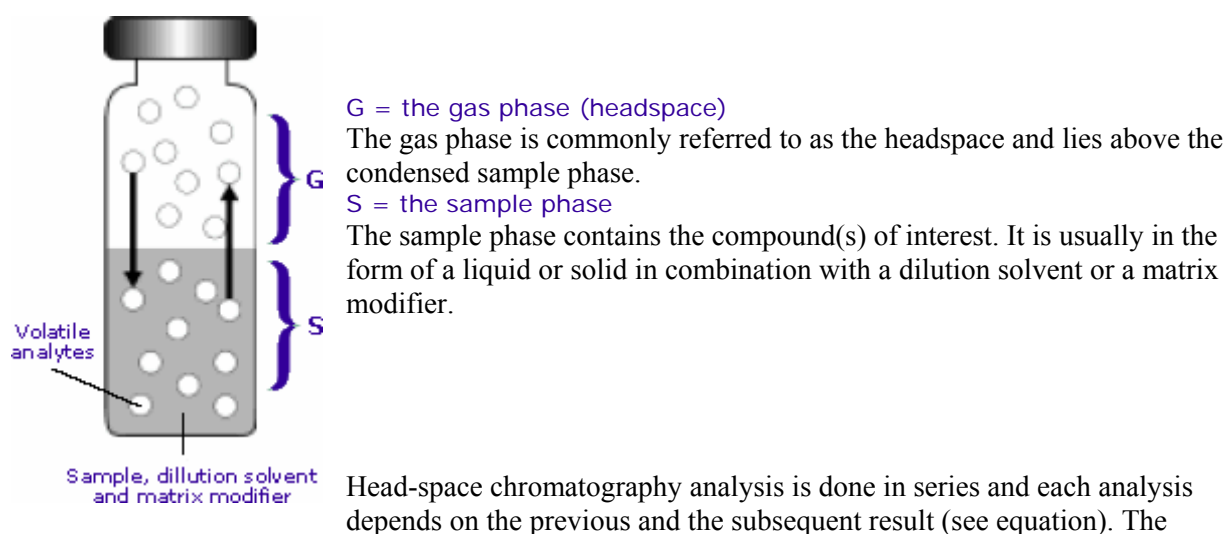 G = the gas phase (headspace)
The gas phase is commonly referred to as the headspace and lies above the
condensed sample phase.
S = the sample phase
The sample phase contains the compound(s) of interest. It is usually in the
form of a liquid or solid in combination with a dilution solvent or a matrix
modifier.
G
S
Volatile
analytes
Sample, dillution solvent
and matrix modifier
Head-space chromatography analysis is done in series and each analysis
depends on the previous and the subsequent result (see equation). The